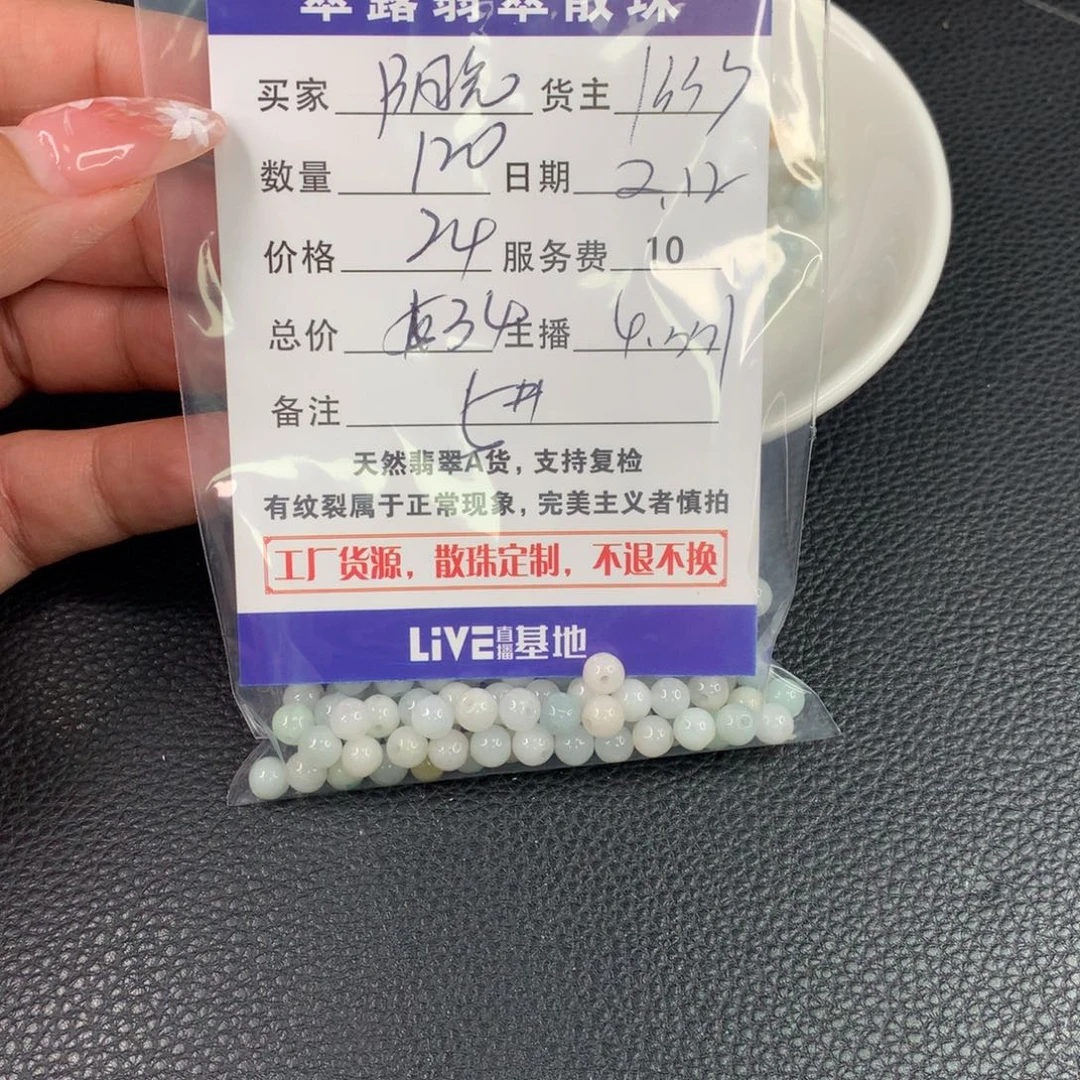 翠露翡翠散珠
买家 阳光 货主
数量 120 日期 2.12
价格 24 服务费 10
总价 34 主播
备注
天然翡翠A货，支持复检
有纹裂属于正常现象，完美主义者慎拍
工厂货源，散珠定制，不退不换
LiVE直播基地